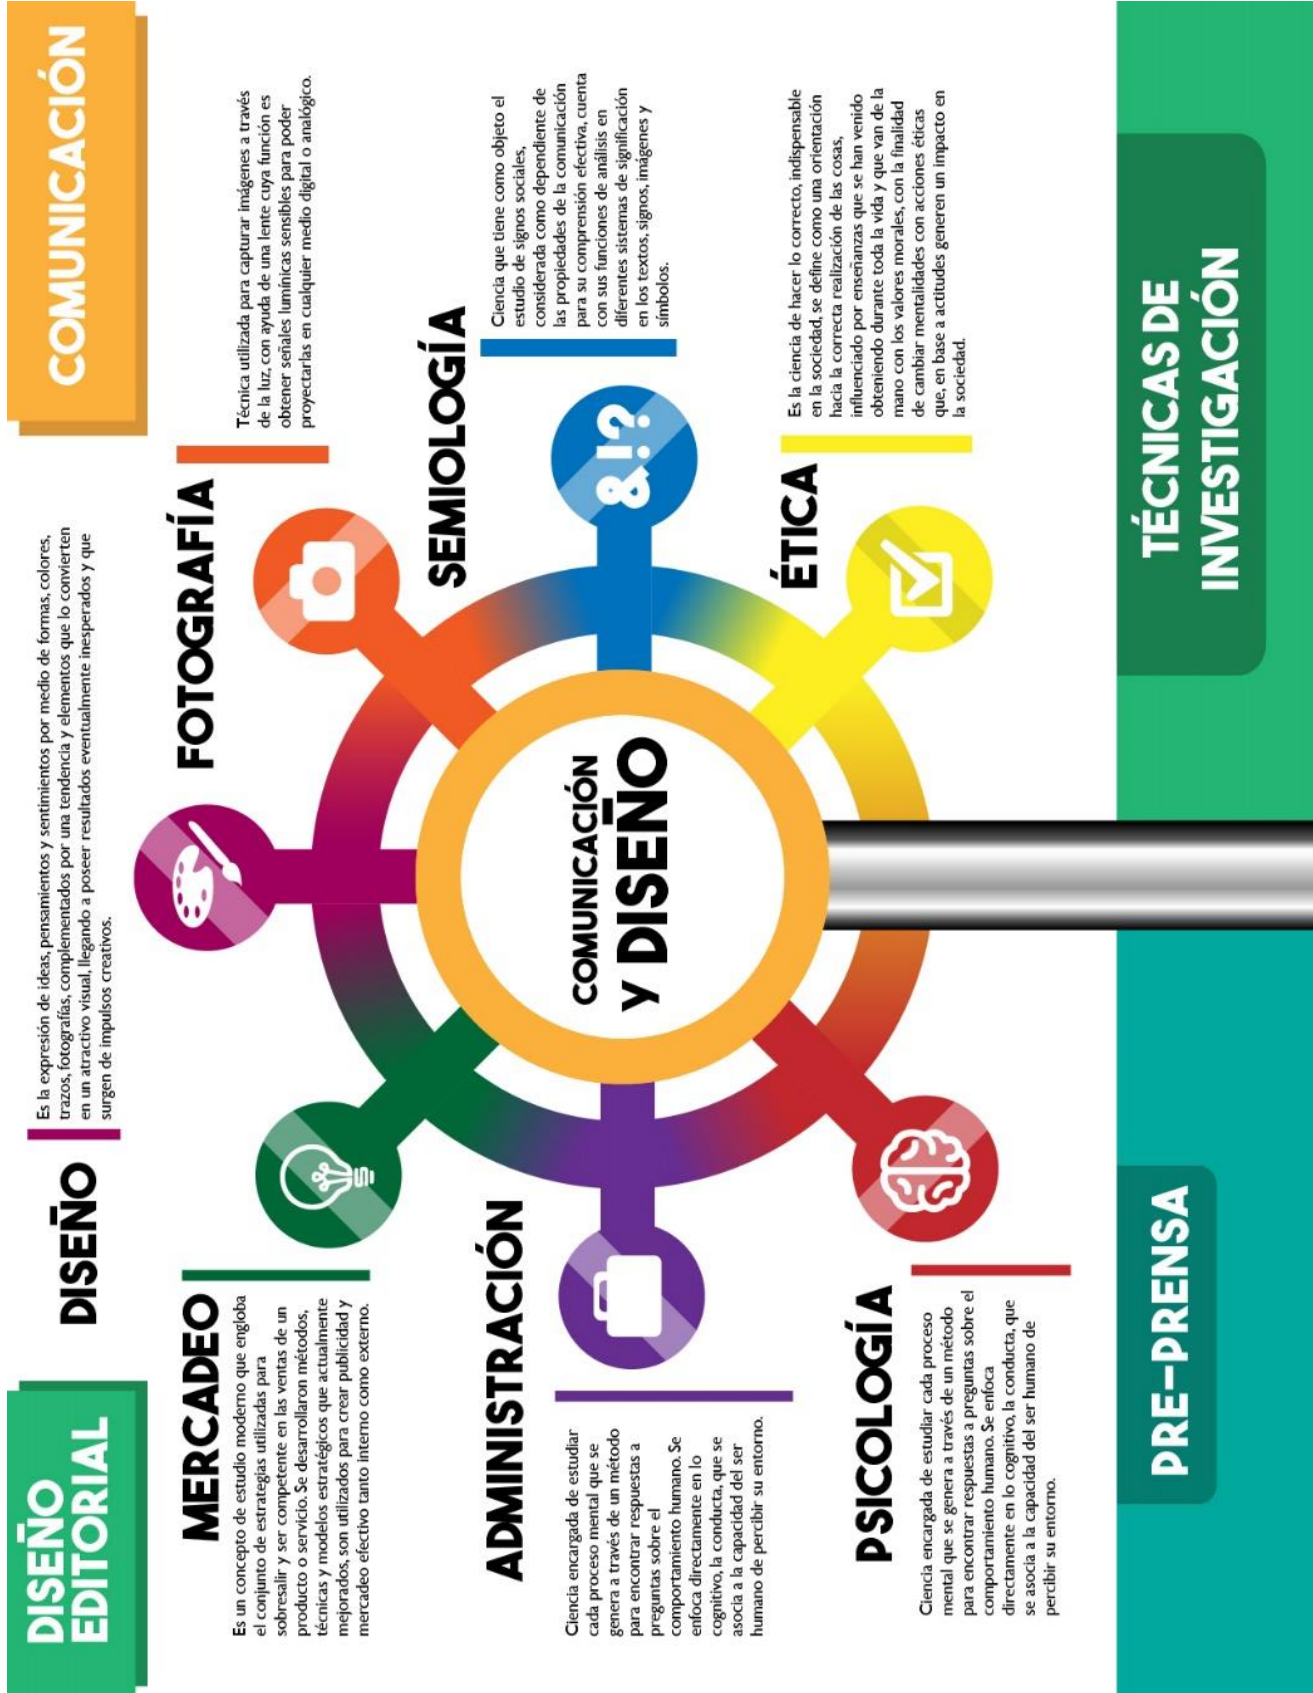 DISEÑO
EDITORIAL
DISEÑO
Es la expresión de ideas, pensamientos y sentimientos por medio de formas, colores,
trazos, fotografías, complementados por una tendencia y elementos que lo convierten
en un atractivo visual, llegando a poseer resultados eventualmente inesperados y que
surgen de impulsos creativos.
COMUNICACIÓN
MERCADEO
Es un concepto de estudio moderno que engloba
el conjunto de estrategias utilizadas para
sobresalir y ser competente en las ventas de un
producto o servicio. Se desarrollaron métodos,
técnicas y modelos estratégicos que actualmente
mejorados, son utilizados para crear publicidad y
mercadeo efectivo tanto interno como externo.
FOTOGRAFÍA
Técnica utilizada para capturar imágenes a través
de la luz, con ayuda de una lente cuya función es
obtener señales lumínicas sensibles para poder
proyectarlas en cualquier medio digital o analógico.
ADMINISTRACIÓN
Ciencia encargada de estudiar
cada proceso mental que se
genera a través de un método
para encontrar respuestas a
preguntas sobre el
comportamiento humano. Se
enfoca directamente en lo
cognitivo, la conducta, que se
asocia a la capacidad del ser
humano de percibir su entorno.
COMUNICACIÓN
y DISEÑO
SEMIOLOGÍA
Ciencia que tiene como objeto el
estudio de signos sociales,
considerada como dependiente de
las propiedades de la comunicación
para su comprensión efectiva, cuenta
con sus funciones de análisis en
diferentes sistemas de significación
en los textos, signos, imágenes y
símbolos.
&!?
PSICOLOGÍA
Ciencia encargada de estudiar cada proceso
mental que se genera a través de un método
para encontrar respuestas a preguntas sobre el
comportamiento humano. Se enfoca
directamente en lo cognitivo, la conducta, que
se asocia a la capacidad del ser humano de
percibir su entorno.
ÉTICA
Es la ciencia de hacer lo correcto, indispensable
en la sociedad, se define como una orientación
hacia la correcta realización de las cosas,
influenciado por enseñanzas que se han venido
obteniendo durante toda la vida y que van de la
mano con los valores morales, con la finalidad
de cambiar mentalidades con acciones éticas
que, en base a actitudes generen un impacto en
la sociedad.
PRE-PRENSA
TÉCNICAS DE
INVESTIGACIÓN